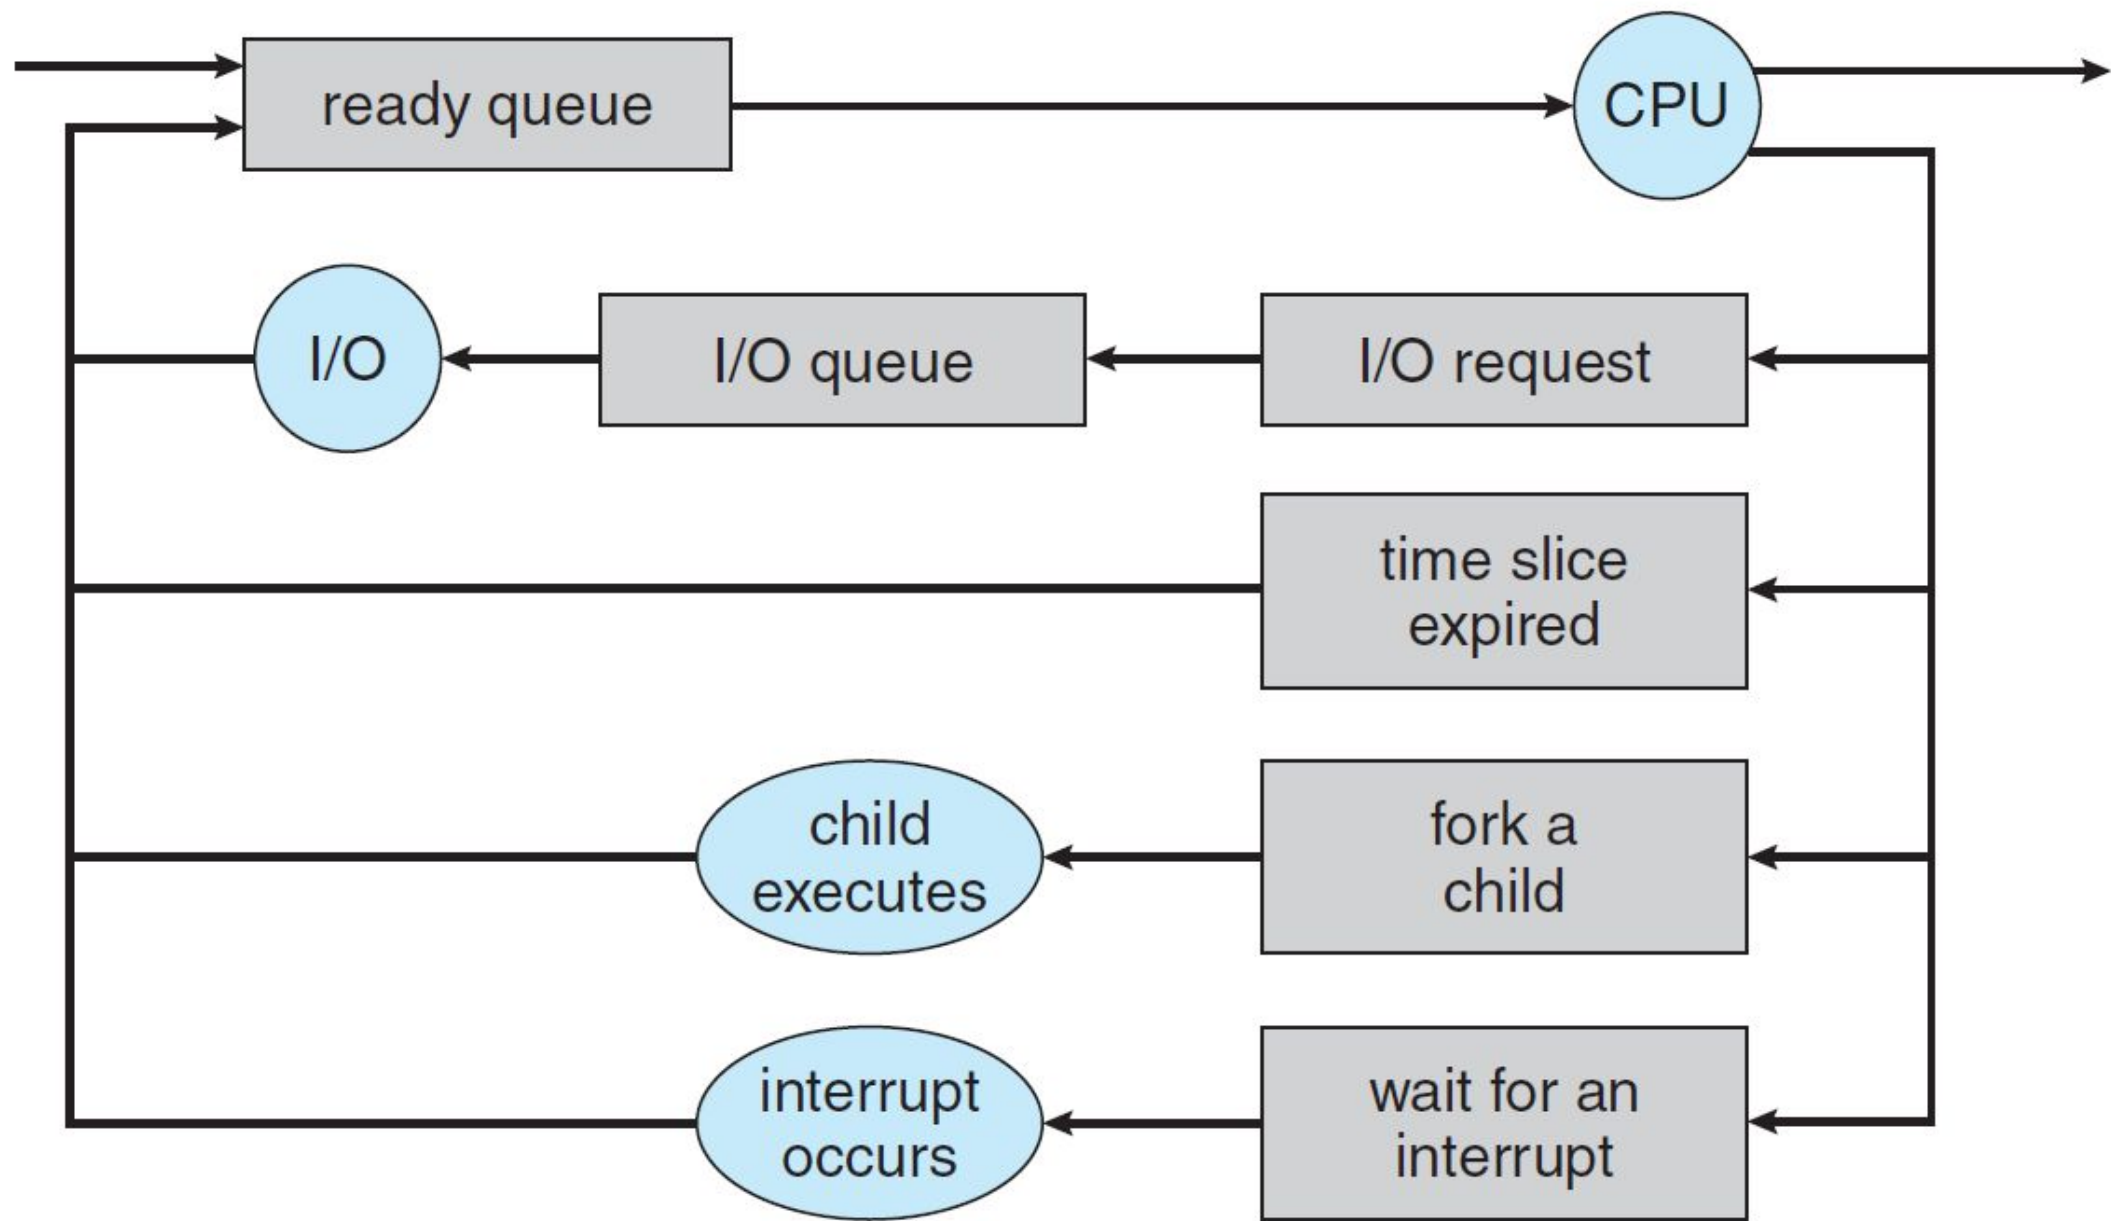 ready queue
CPU
I/O
I/O queue
I/O request
time slice
expired
child
executes
fork a
child
interrupt
occurs
wait for an
interrupt